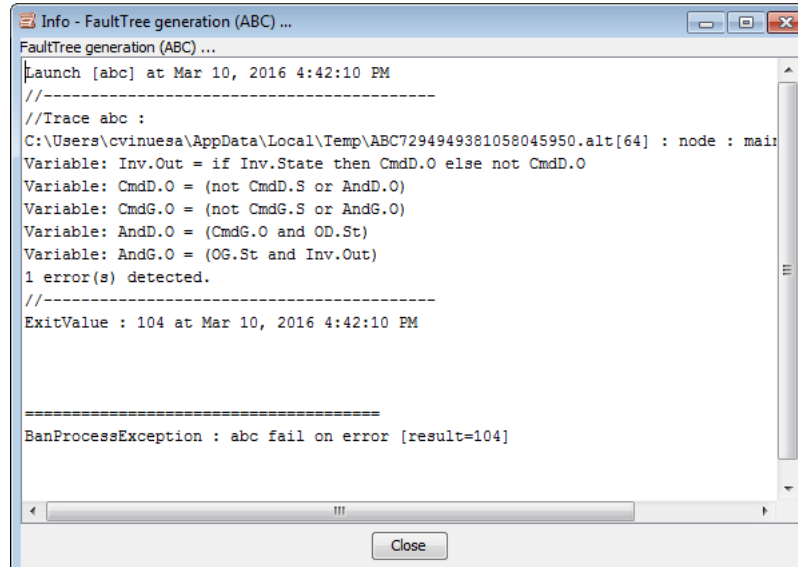 Info - FaultTree generation (ABC) ...
FaultTree generation (ABC) ...
Launch [abc] at Mar 10, 2016 4:42:10 PM
//------------------------------------------
//Trace abc :
C:\Users\cvinuesa\AppData\Local\Temp\ABC7294949381058045950.alt[64] : node : main
Variable: Inv.Out = if Inv.State then CmdD.O else not CmdD.O
Variable: CmdD.O = (not CmdD.S or AndD.O)
Variable: CmdG.O = (not CmdG.S or AndG.O)
Variable: AndD.O = (CmdG.O and OD.St)
Variable: AndG.O = (OG.St and Inv.Out)
1 error(s) detected.
//------------------------------------------
ExitValue : 104 at Mar 10, 2016 4:42:10 PM
=======================================
BanProcessException : abc fail on error [result=104]
Close